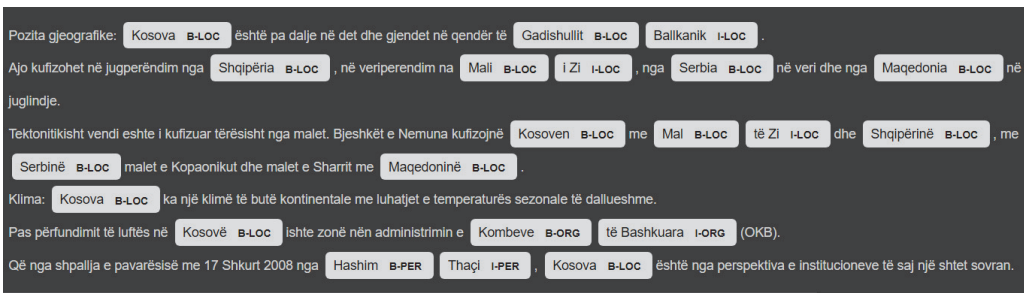 Pozita gjeografike: Kosova B-LOC është pa dalje në det dhe gjendet në qendër të Gadishullit B-LOC Ballkanik I-LOC .
Ajo kufizohet në jugperëndim nga Shqipëria B-LOC , në veriperendim na Mali B-LOC i Zi I-LOC , nga Serbia B-LOC në veri dhe nga Maqedonia B-LOC në
juglindje.
Tektonitikisht vendi eshte i kufizuar tërësisht nga malet. Bjeshkët e Nemuna kufizojnë Kosoven B-LOC me Mal B-LOC të Zi I-LOC dhe Shqipërinë B-LOC , me
Serbinë B-LOC malet e Kopaonikut dhe malet e Sharrit me Maqedoninë B-LOC .
Klima: Kosova B-LOC ka një klimë të butë kontinentale me luhatjet e temperaturës sezonale të dallueshme.
Pas përfundimit të luftës në Kosovë B-LOC ishte zonë nën administrimin e Kombeve B-ORG të Bashkuara I-ORG (OKB).
Që nga shpallja e pavarësisë me 17 Shkurt 2008 nga Hashim B-PER Thaçi I-PER , Kosova B-LOC është nga perspektiva e institucioneve të saj një shtet sovran.